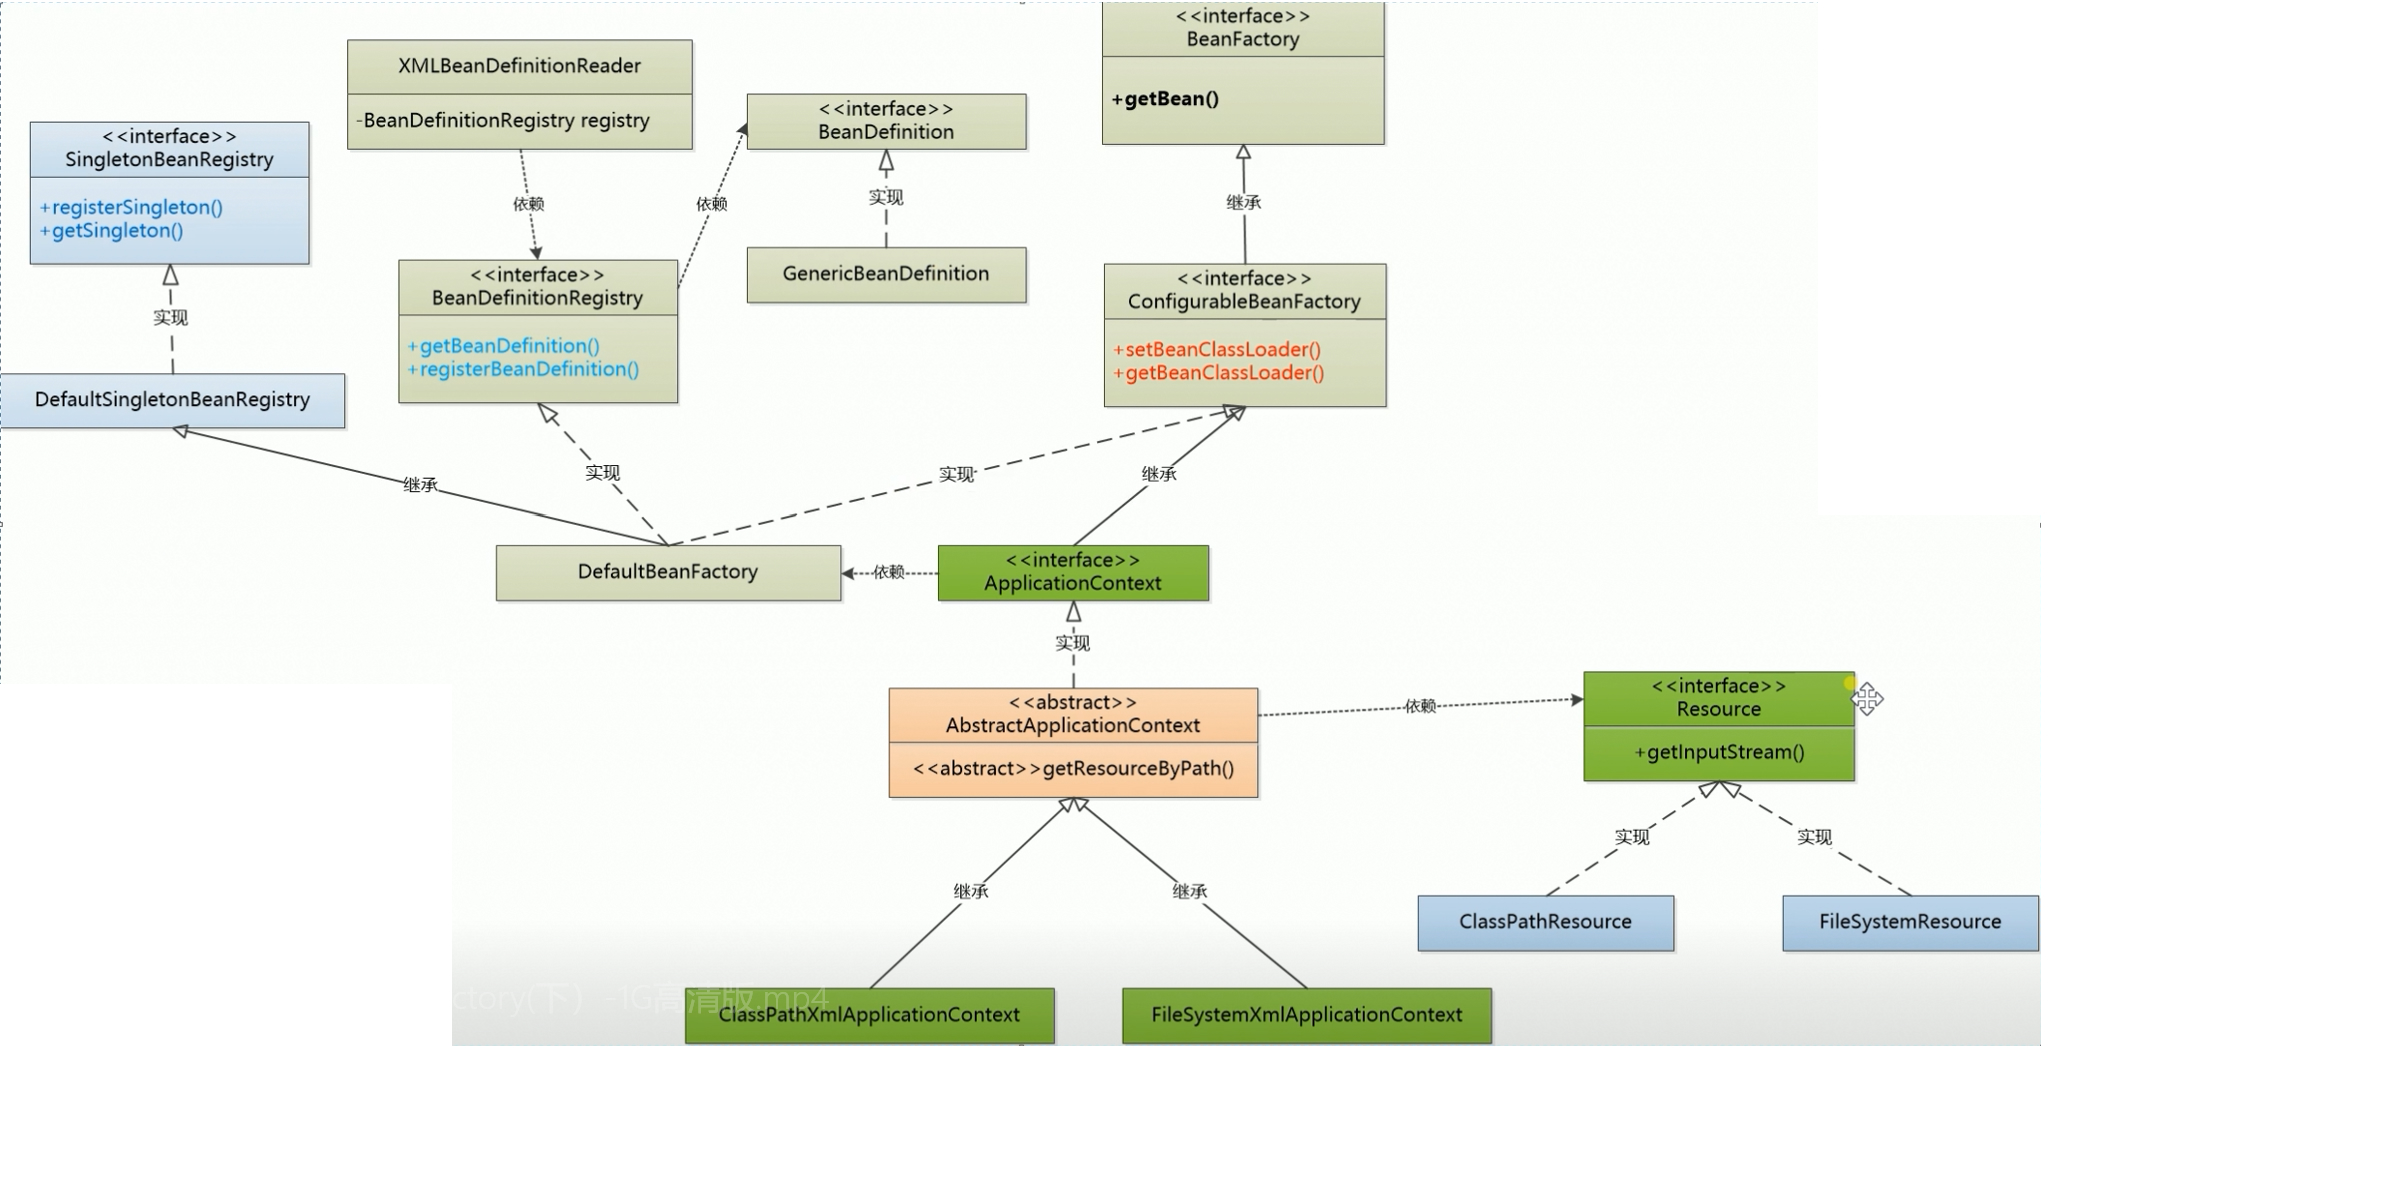 <<interface>>
BeanFactory
+getBean()
XMLBeanDefinitionReader
-BeanDefinitionRegistry registry
<<interface>>
BeanDefinition
<<interface>>
SingletonBeanRegistry
+registerSingleton()
+getSingleton()
依赖
依赖
实现
继承
<<interface>>
BeanDefinitionRegistry
+getBeanDefinition()
+registerBeanDefinition()
GenericBeanDefinition
<<interface>>
ConfigurableBeanFactory
+setBeanClassLoader()
+getBeanClassLoader()
实现
DefaultSingletonBeanRegistry
继承
实现
实现
继承
DefaultBeanFactory
依赖
<<interface>>
ApplicationContext
实现
<<abstract>>
AbstractApplicationContext
<<abstract>>getResourceByPath()
依赖
<<interface>>
Resource
+getInputStream()
实现
实现
继承
继承
ClassPathResource
FileSystemResource
ctory(下）-1G高清版.mp4
ClassPathXmlApplicationContext
FileSystemXmlApplicationContext